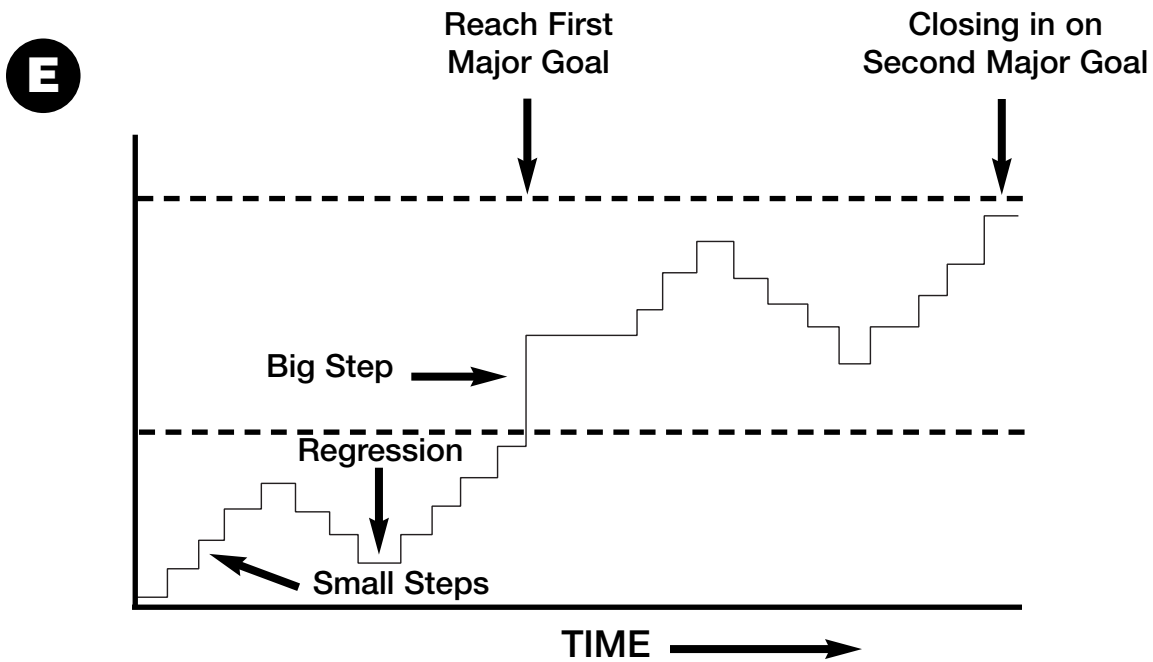 Reach First
Major Goal
Closing in on
Second Major Goal
E
Big Step
Regression
Small Steps
TIME